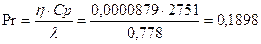 Pr = η · Cp / λ = 0,0000879 · 2751 / 0,778 = 0,1898